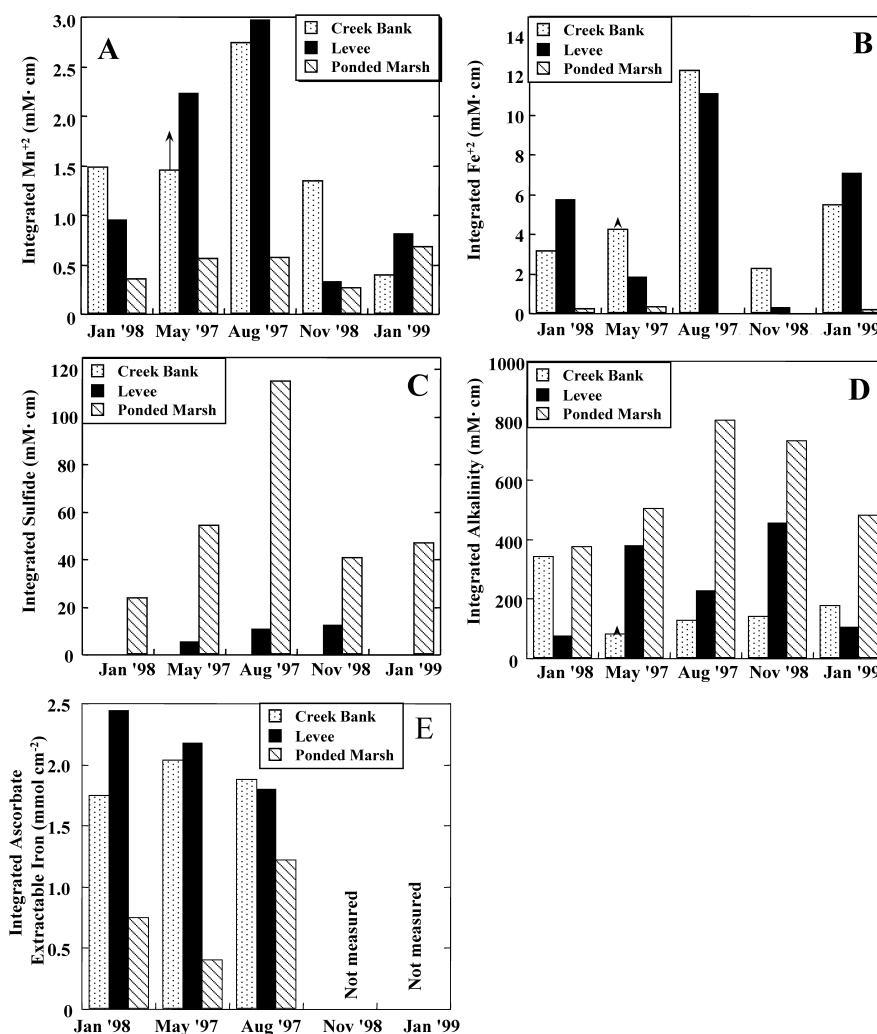 A
Integrated Mn+2 (mM· cm)
3.0
2.5
2.0
1.5
1.0
0.5
0
Creek Bank
Levee
Ponded Marsh
Jan '98 May '97 Aug '97 Nov '98 Jan '99
B
Integrated Fe+2 (mM· cm)
14
12
10
8
6
4
2
0
Creek Bank
Levee
Ponded Marsh
Jan '98 May '97 Aug '97 Nov '98 Jan '99
C
Integrated Sulfide (mM· cm)
120
100
80
60
40
20
0
Creek Bank
Levee
Ponded Marsh
Jan '98 May '97 Aug '97 Nov '98 Jan '99
D
Integrated Alkalinity (mM· cm)
1000
800
600
400
200
0
Creek Bank
Levee
Ponded Marsh
Jan '98 May '97 Aug '97 Nov '98 Jan '99
E
Integrated Ascorbate
Extractable Iron (mmol cm-2)
2.5
2.0
1.5
1.0
0.5
0
Creek Bank
Levee
Ponded Marsh
Not measured
Not measured
Jan '98 May '97 Aug '97 Nov '98 Jan '99